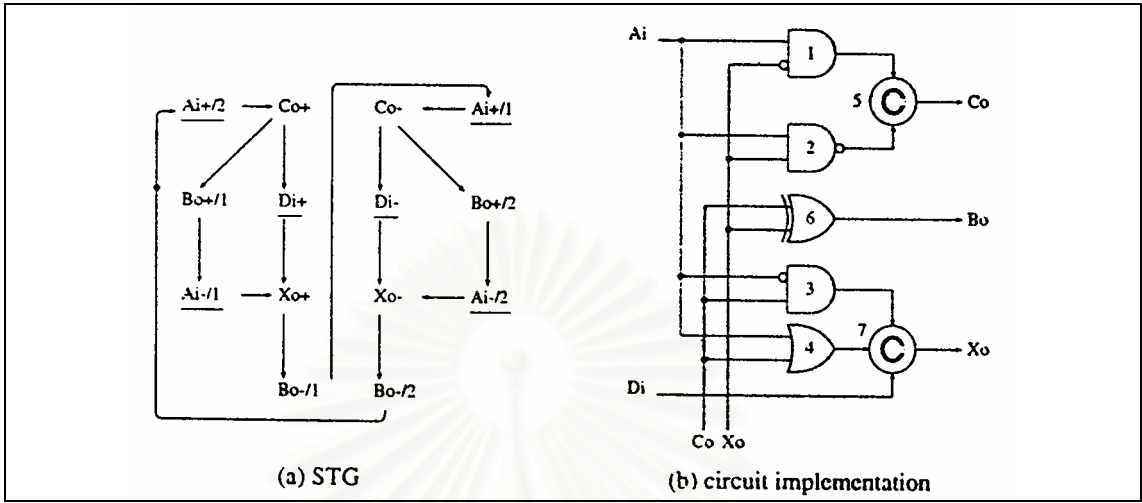 Ai+/2 Co+ Co- Ai+/1
Bo+/1 Di+ Di- Bo+/2
Ai-/1 Xo+ Xo- Ai-/2
Bo-/1 Bo-/2
(a) STG
Ai
1
5 C Co
2
6 Bo
3
7 C Xo
4
Di
Co Xo
(b) circuit implementation